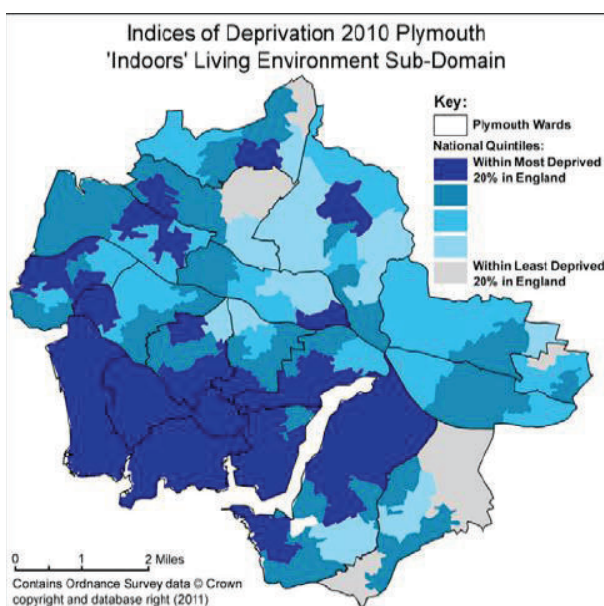 Indices of Deprivation 2010 Plymouth
'Indoors' Living Environment Sub-Domain
Key:
Plymouth Wards
National Quintiles:
Within Most Deprived
20% in England
Within Least Deprived
20% in England
0 1 2 Miles
Contains Ordnance Survey data © Crown
copyright and database right (2011)